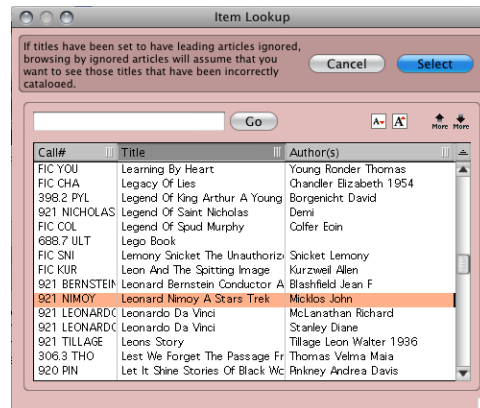 Item Lookup
If titles have been set to have leading articles ignored,
browsing by ignored articles will assume that you
want to see those titles that have been incorrectly
cataloged.
Cancel Select
Go A A More More
Call# Title Author(s)
FIC YOU Learning By Heart Young Ronder Thomas
FIC CHA Legacy Of Lies Chandler Elizabeth 1954
398.2 PYL Legend Of King Arthur A Young Borgenicht David
921 NICHOLAS Legend Of Saint Nicholas Demi
FIC COL Legend Of Spud Murphy Colfer Eoin
688.7 ULT Lego Book
FIC SNI Lemony Snicket The Unauthoriz Snicket Lemony
FIC KUR Leon And The Spitting Image Kurzweil Allen
921 BERNSTEIN Leonard Bernstein Conductor A Blashfield Jean F
921 NIMOY Leonard Nimoy A Stars Trek Micklos John
921 LEONARDO Leonardo Da Vinci McLanathan Richard
921 LEONARDO Leonardo Da Vinci Stanley Diane
921 TILLAGE Leons Story Tillage Leon Walter 1936
306.3 THO Lest We Forget The Passage Fr Thomas Velma Maia
920 PIN Let It Shine Stories Of Black Wo Pinkney Andrea Davis